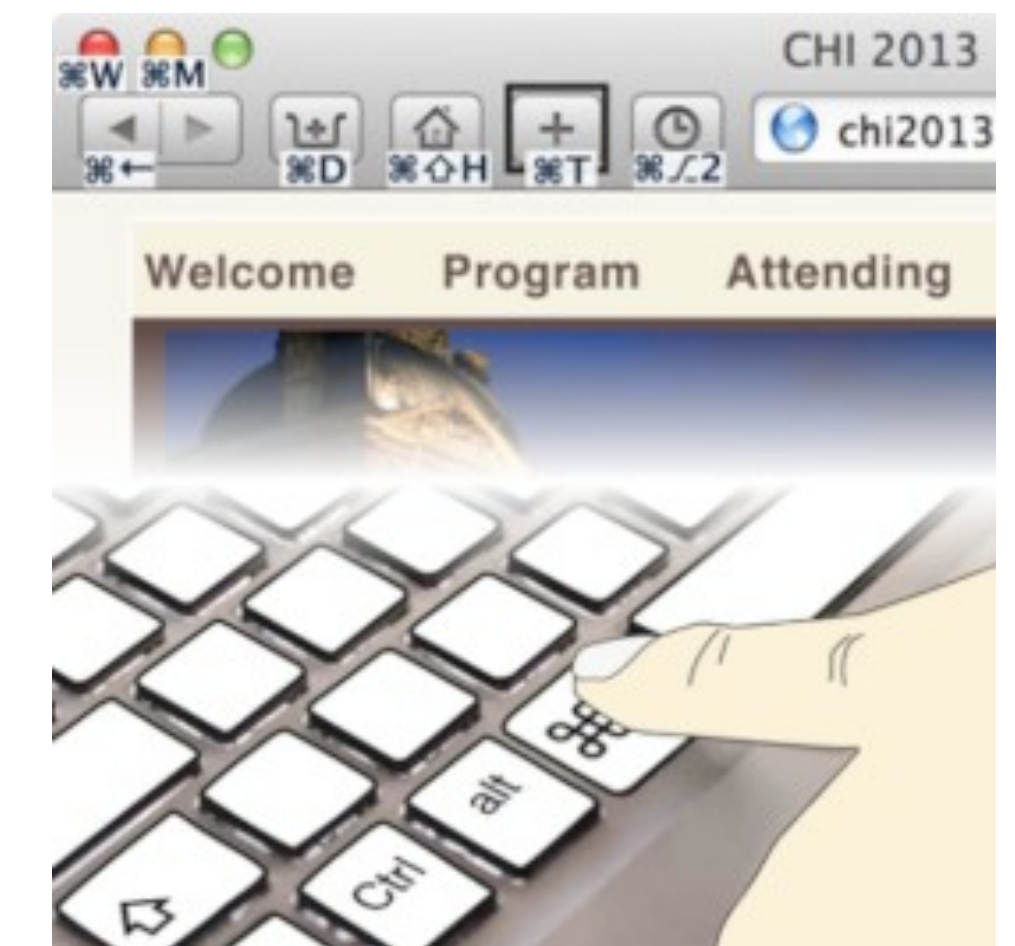 CHI 2013
⌘W ⌘M
chi2013
⌘← ⌘D ⌘⇧H ⌘T ⌘⌥2
Welcome Program Attending
⌘
alt
Ctrl
⇧